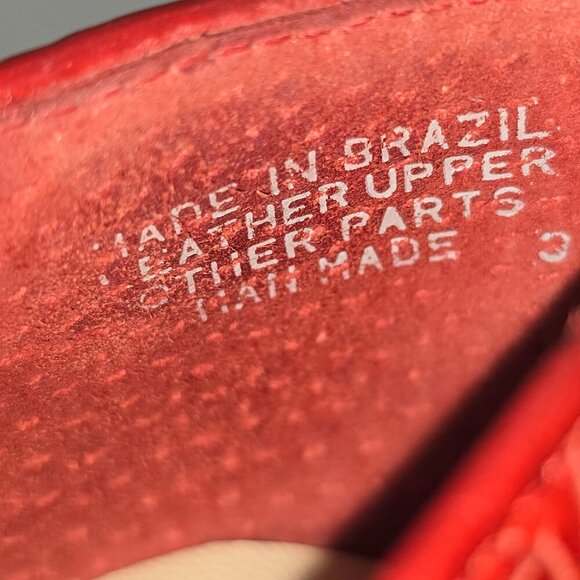 MADE IN BRAZIL
LEATHER UPPER
OTHER PARTS
MAN MADE
3